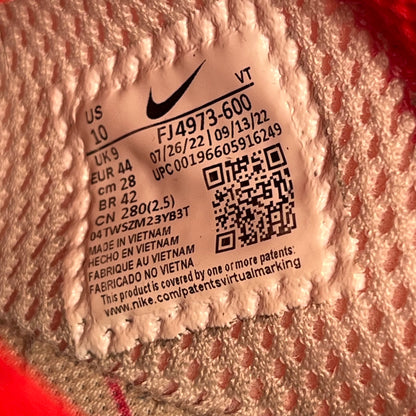 US VT
10 FJ4973-600
UK 9 07/26/22 | 09/13/22
EUR 44 UPC 00196605916249
cm 28
BR 42
CN 280(2.5)
04TWSZM23YB3T
MADE IN VIETNAM
HECHO EN VIETNAM
FABRIQUE AU VIETNAM
FABRICADO NO VIETNA
This product is covered by one or more patents:
www.nike.com/patentsvirtualmarking